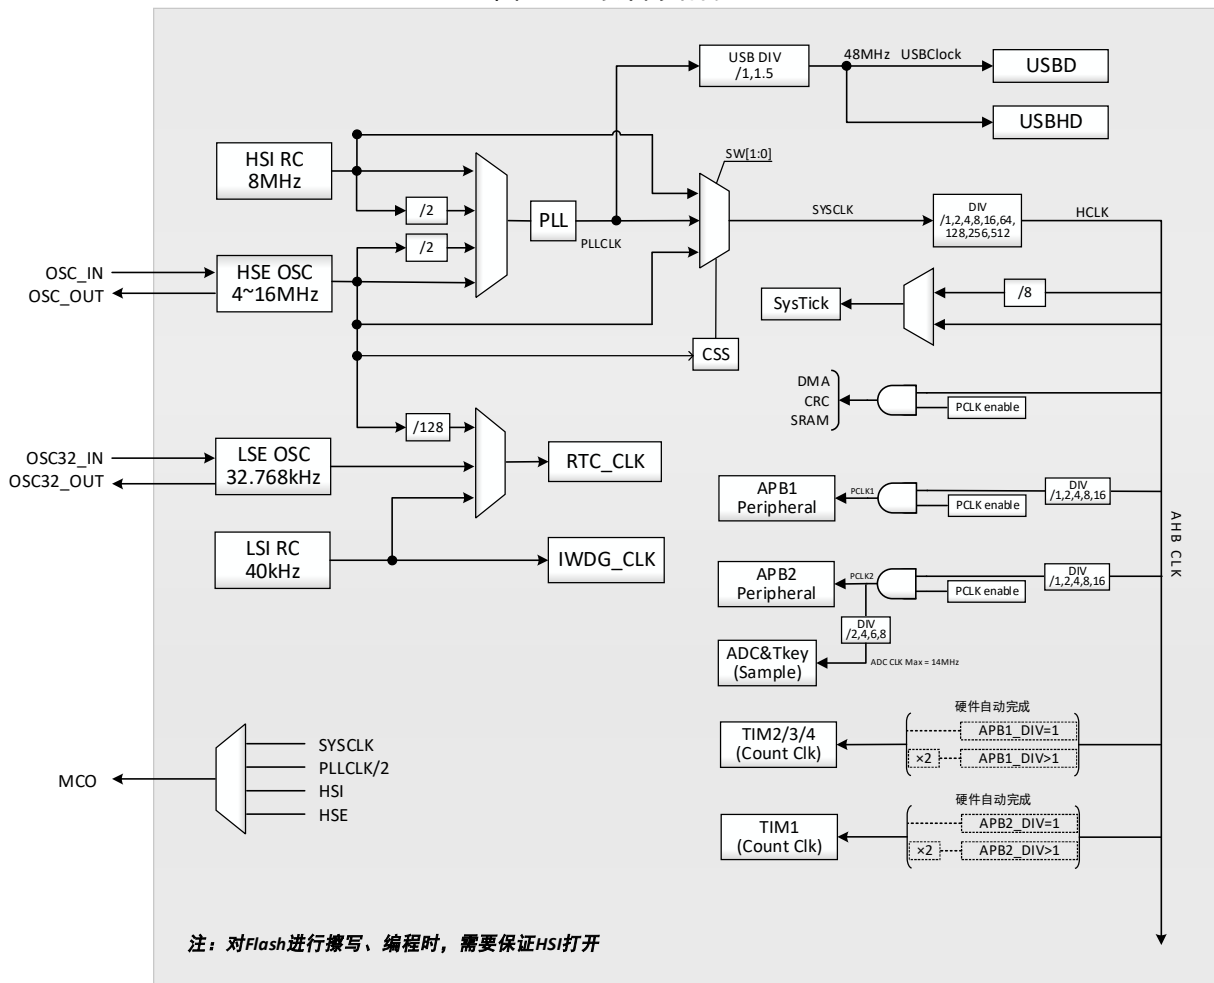 USB DIV
/1,1.5
48MHz USBClock
USBD
USBHD
HSI RC
8MHz
/2
/2
PLL
PLLCLK
SW[1:0]
SYSCLK
DIV
/1,2,4,8,16,64,
128,256,512
HCLK
OSC_IN
OSC_OUT
HSE OSC
4~16MHz
SysTick
/8
CSS
DMA
CRC
SRAM
PCLK enable
/128
OSC32_IN
OSC32_OUT
LSE OSC
32.768kHz
RTC_CLK
APB1
Peripheral
PCLK1
PCLK enable
DIV
/1,2,4,8,16
LSI RC
40kHz
IWDG_CLK
AHB CLK
APB2
Peripheral
PCLK2
PCLK enable
DIV
/1,2,4,8,16
DIV
/2,4,6,8
ADC&Tkey
(Sample)
ADC CLK Max = 14MHz
硬件自动完成
TIM2/3/4
(Count Clk)
APB1_DIV=1
×2
APB1_DIV>1
MCO
SYSCLK
PLLCLK/2
HSI
HSE
硬件自动完成
TIM1
(Count Clk)
APB2_DIV=1
×2
APB2_DIV>1
注：对Flash进行擦写、编程时，需要保证HSI打开